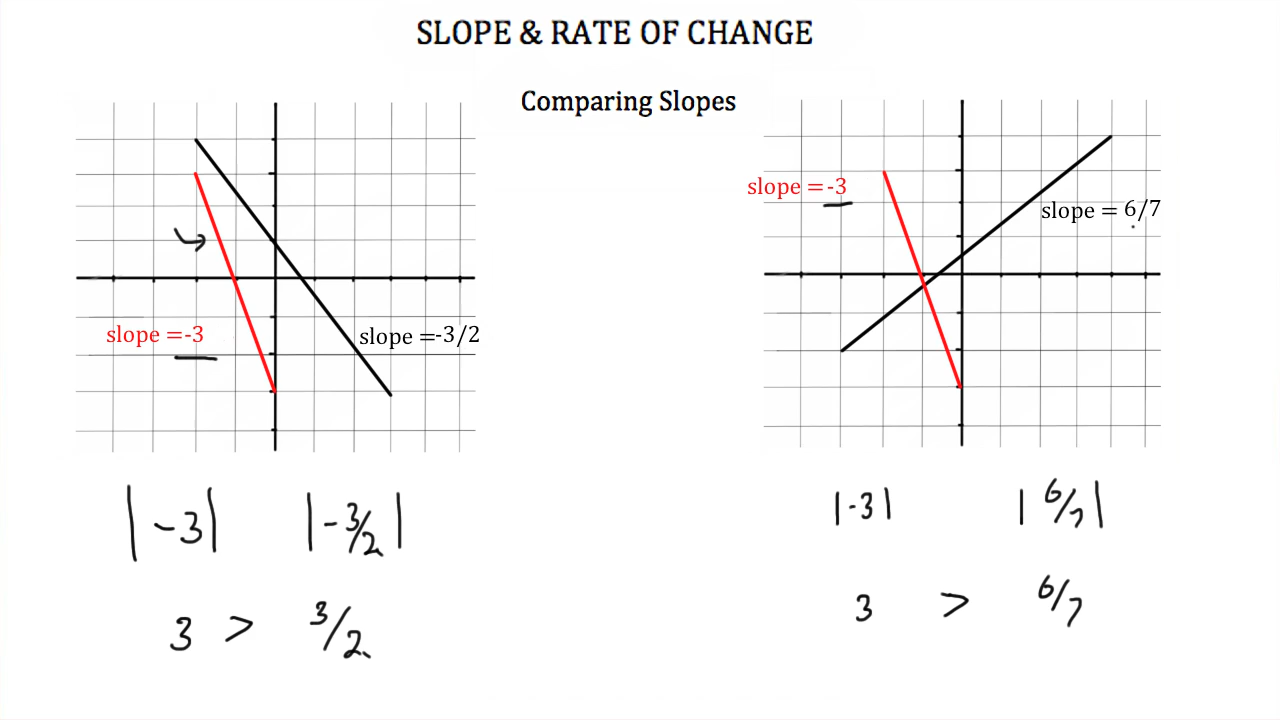 SLOPE & RATE OF CHANGE
Comparing Slopes
slope =-3
slope =-3/2
|-3| |-3/2|
3 > 3/2
slope =-3
slope = 6/7
|-3| |6/7|
3 > 6/7